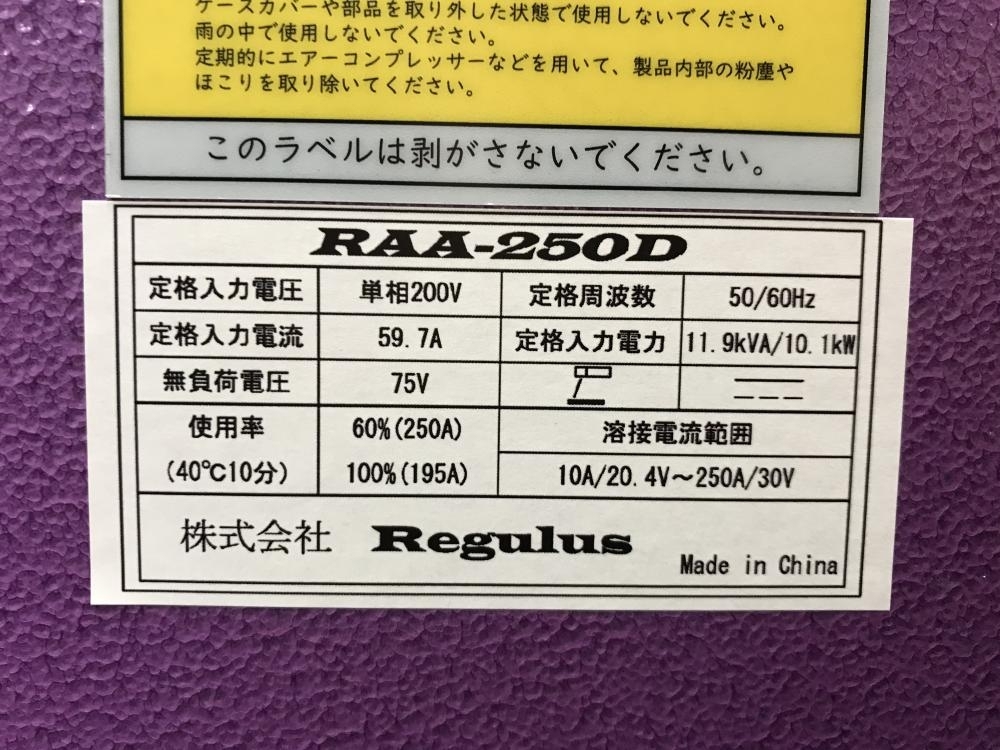 ケースカバーや部品を取り外した状態で使用しないでください。
雨の中で使用しないでください。
定期的にエアーコンプレッサーなどを用いて、製品内部の粉塵や
ほこりを取り除いてください。
このラベルは剥がさないでください。
RAA-250D
定格入力電圧 単相200V 定格周波数 50/60Hz
定格入力電流 59.7A 定格入力電力 11.9kVA/10.1kW
無負荷電圧 75V
使用率 60%(250A) 溶接電流範囲
(40℃10分) 100%(195A) 10A/20.4V～250A/30V
株式会社 Regulus
Made in China